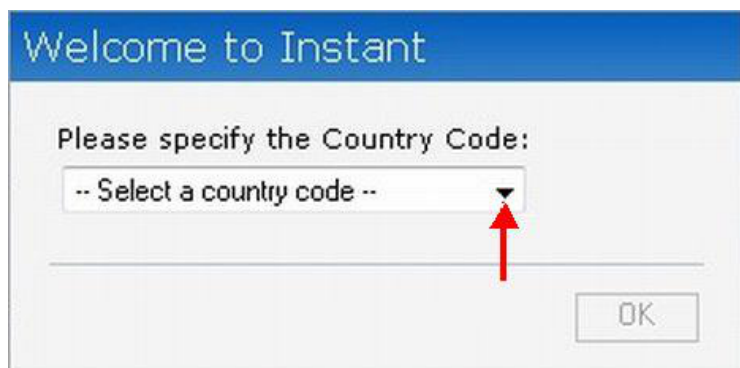 Welcome to Instant
Please specify the Country Code:
-- Select a country code --
OK